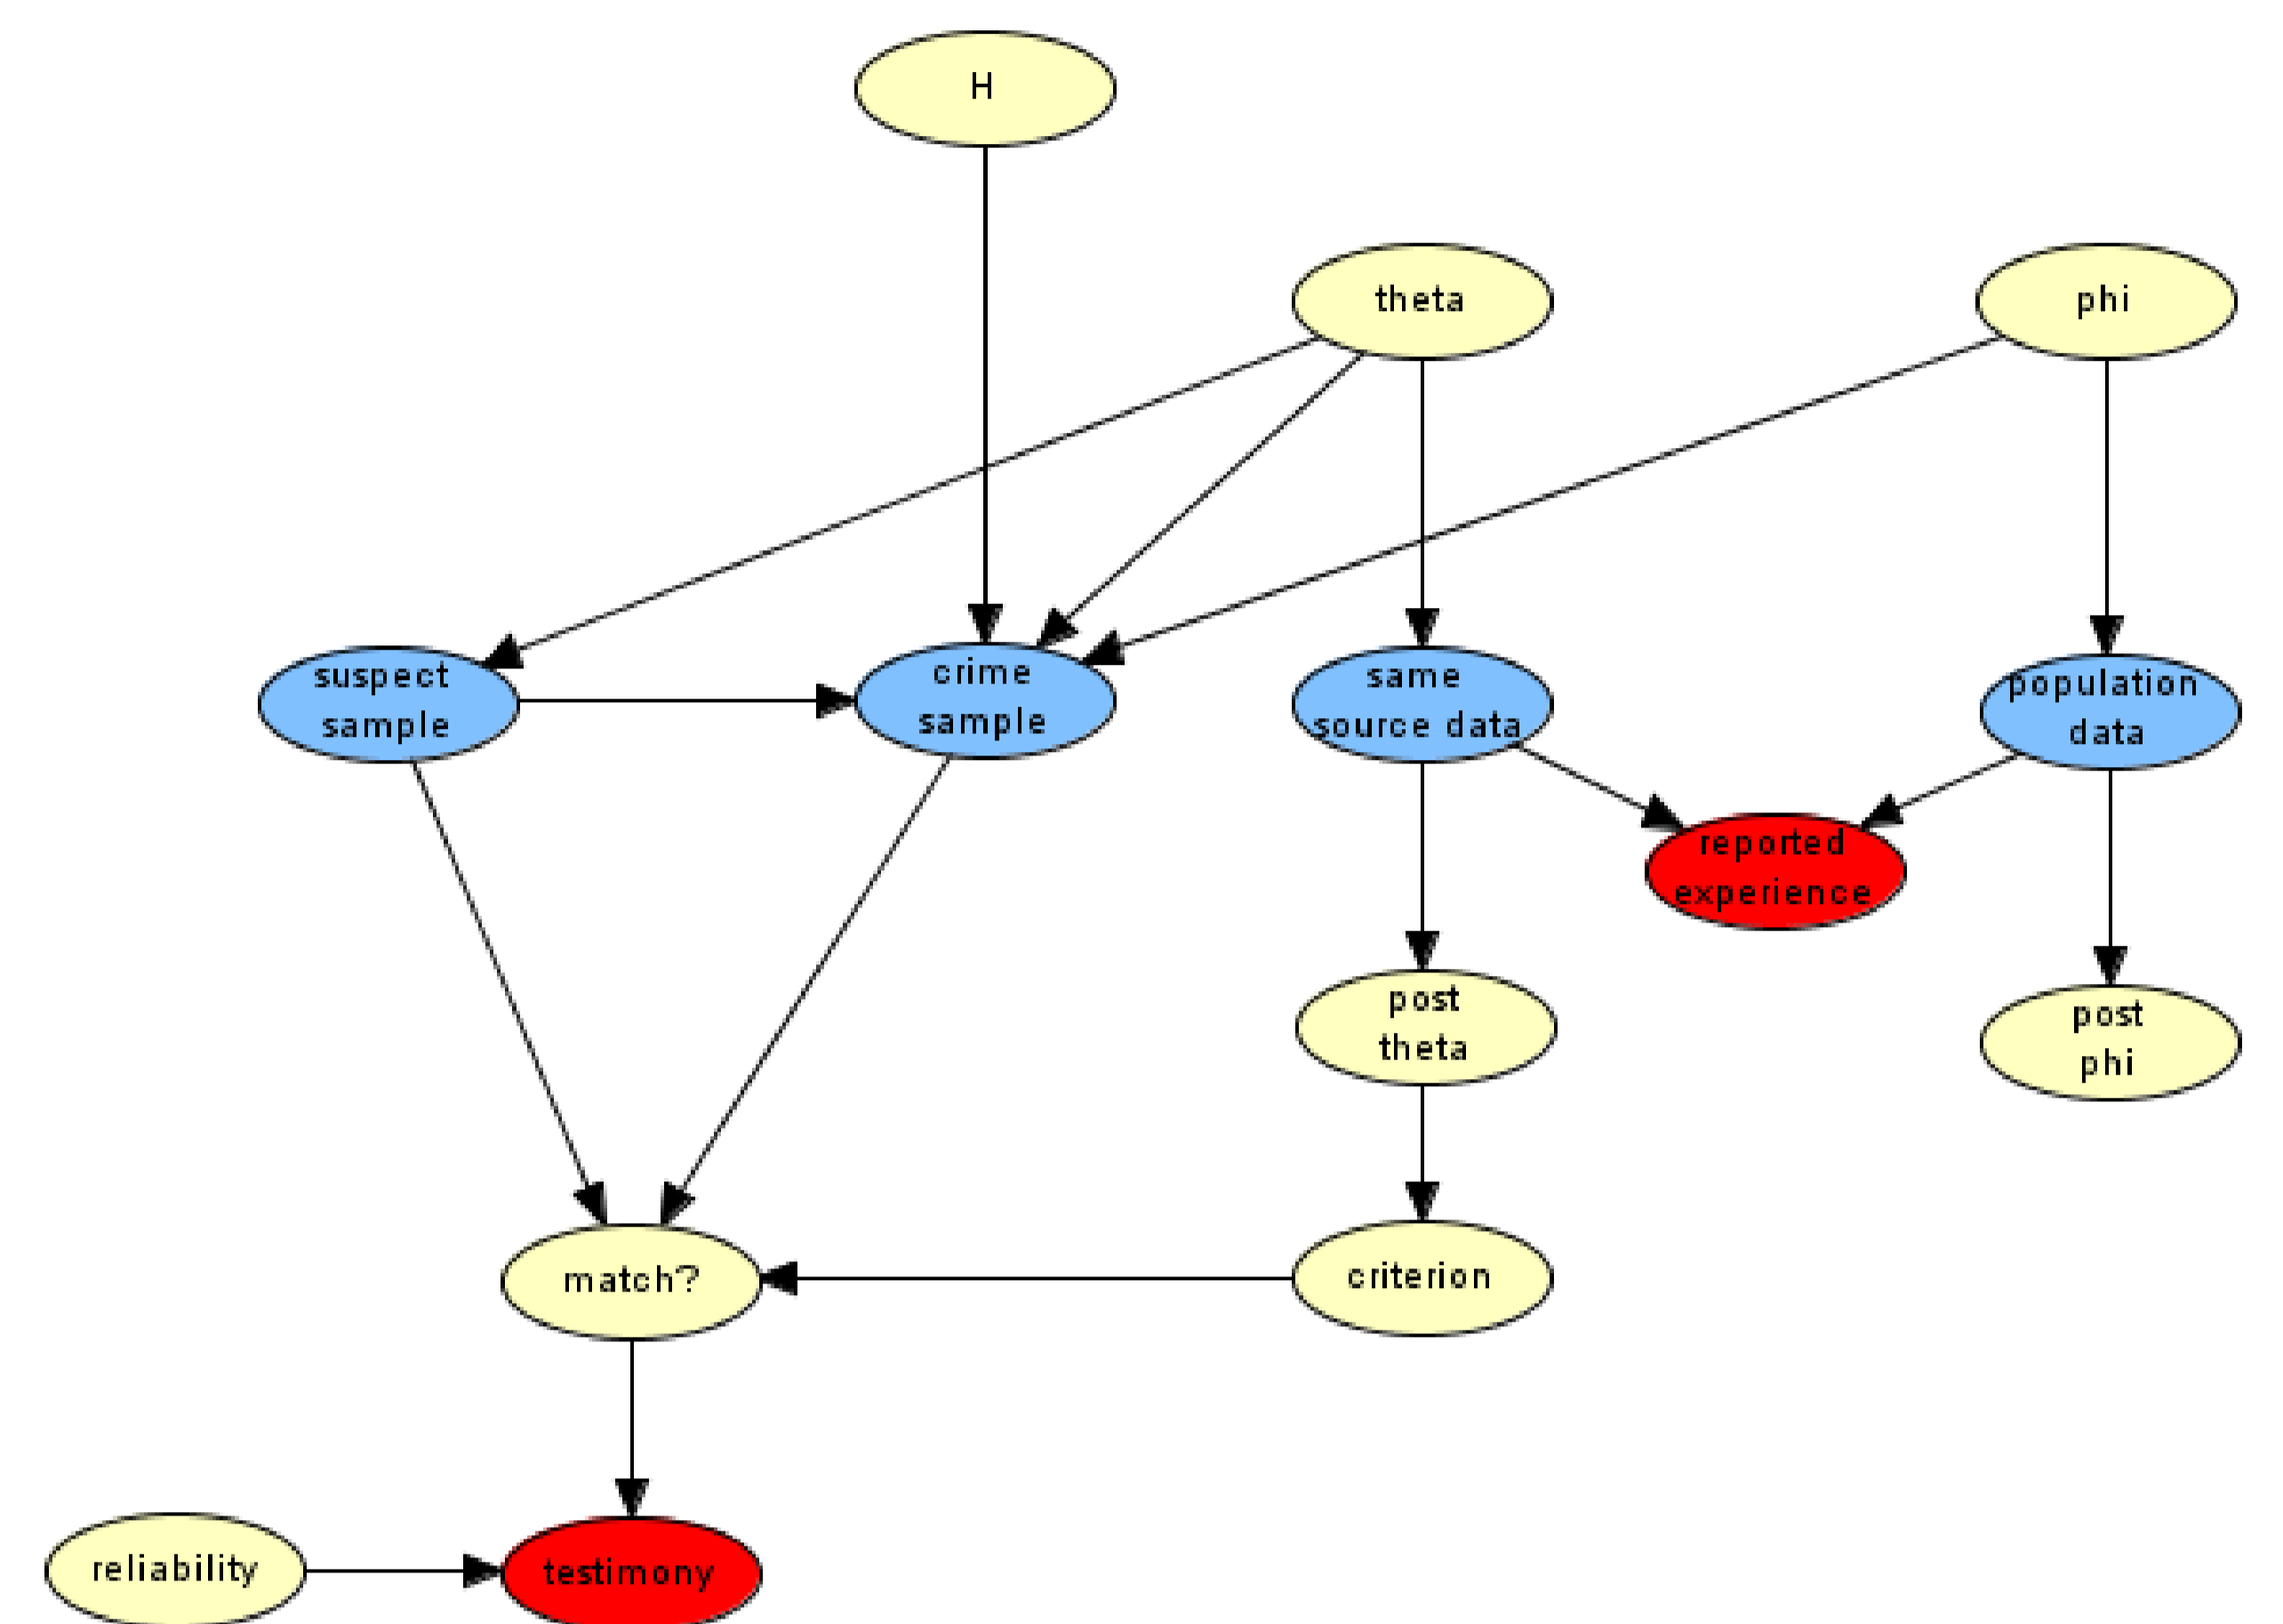 H
theta
phi
suspect
sample
crime
sample
same
source data
population
data
reported
experience
post
theta
post
phi
match?
criterion
reliability
testimony